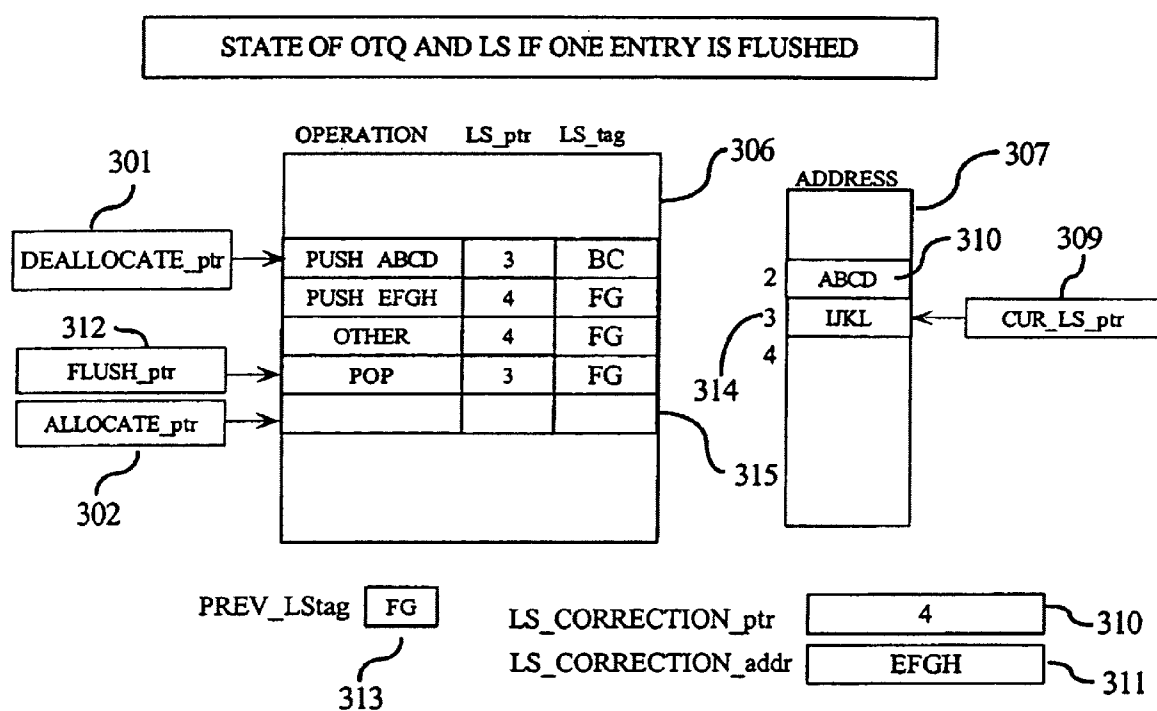 STATE OF OTQ AND LS IF ONE ENTRY IS FLUSHED
OPERATION LS_ptr LS_tag
306
307
301
ADDRESS
310
309
DEALLOCATE_ptr
PUSH ABCD 3 BC
2 ABCD
PUSH EFGH 4 FG
3 IJKL
CUR_LS_ptr
312
OTHER 4 FG
4
314
FLUSH_ptr
POP 3 FG
ALLOCATE_ptr
315
302
PREV_LStag FG
313
LS_CORRECTION_ptr 4
310
LS_CORRECTION_addr EFGH
311